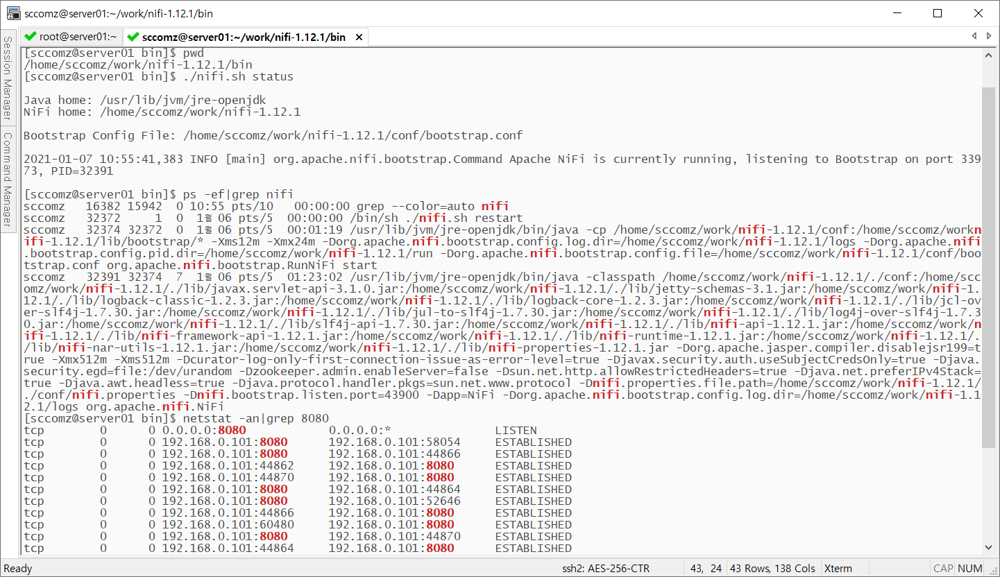 sccomz@server01:~/work/nifi-1.12.1/bin
Session Manager
Command Manager
root@server01:~
sccomz@server01:~/work/nifi-1.12.1/bin
[sccomz@server01 bin]$ pwd
/home/sccomz/work/nifi-1.12.1/bin
[sccomz@server01 bin]$ ./nifi.sh status
Java home: /usr/lib/jvm/jre-openjdk
NiFi home: /home/sccomz/work/nifi-1.12.1
Bootstrap Config File: /home/sccomz/work/nifi-1.12.1/conf/bootstrap.conf
2021-01-07 10:55:41,383 INFO [main] org.apache.nifi.bootstrap.Command Apache NiFi is currently running, listening to Bootstrap on port 339
73, PID=32391
[sccomz@server01 bin]$ ps -ef|grep nifi
sccomz   16382 15942  0 10:55 pts/10   00:00:00 grep --color=auto nifi
sccomz   32372     1  0  1월 06 pts/5  00:00:00 /bin/sh ./nifi.sh restart
sccomz   32374 32372  0  1월 06 pts/5  00:01:19 /usr/lib/jvm/jre-openjdk/bin/java -cp /home/sccomz/work/nifi-1.12.1/conf:/home/sccomz/workn
ifi-1.12.1/lib/bootstrap/* -Xms12m -Xmx24m -Dorg.apache.nifi.bootstrap.config.log.dir=/home/sccomz/work/nifi-1.12.1/logs -Dorg.apache.nifi
.bootstrap.config.pid.dir=/home/sccomz/work/nifi-1.12.1/run -Dorg.apache.nifi.bootstrap.config.file=/home/sccomz/work/nifi-1.12.1/conf/boo
tstrap.conf org.apache.nifi.bootstrap.RunNiFi start
sccomz   32391 32374  7  1월 06 pts/5  01:23:02 /usr/lib/jvm/jre-openjdk/bin/java -classpath /home/sccomz/work/nifi-1.12.1/./conf:/home/scc
omz/work/nifi-1.12.1/./lib/javax.servlet-api-3.1.0.jar:/home/sccomz/work/nifi-1.12.1/./lib/jetty-schemas-3.1.jar:/home/sccomz/work/nifi-1.
12.1/./lib/logback-classic-1.2.3.jar:/home/sccomz/work/nifi-1.12.1/./lib/logback-core-1.2.3.jar:/home/sccomz/work/nifi-1.12.1/./lib/jcl-ov
er-slf4j-1.7.30.jar:/home/sccomz/work/nifi-1.12.1/./lib/jul-to-slf4j-1.7.30.jar:/home/sccomz/work/nifi-1.12.1/./lib/log4j-over-slf4j-1.7.3
0.jar:/home/sccomz/work/nifi-1.12.1/./lib/slf4j-api-1.7.30.jar:/home/sccomz/work/nifi-1.12.1/./lib/nifi-api-1.12.1.jar:/home/sccomz/work/n
ifi-1.12.1/./lib/nifi-framework-api-1.12.1.jar:/home/sccomz/work/nifi-1.12.1/./lib/nifi-runtime-1.12.1.jar:/home/sccomz/work/nifi-1.12.1/.
/lib/nifi-nar-utils-1.12.1.jar:/home/sccomz/work/nifi-1.12.1/./lib/nifi-properties-1.12.1.jar -Dorg.apache.jasper.compiler.disablejsr199=t
rue -Xmx512m -Xms512m -Dcurator-log-only-first-connection-issue-as-error-level=true -Djavax.security.auth.useSubjectCredsOnly=true -Djava.
security.egd=file:/dev/urandom -Dzookeeper.admin.enableServer=false -Dsun.net.http.allowRestrictedHeaders=true -Djava.net.preferIPv4Stack=
true -Djava.awt.headless=true -Djava.protocol.handler.pkgs=sun.net.www.protocol -Dnifi.properties.file.path=/home/sccomz/work/nifi-1.12.1/
./conf/nifi.properties -Dnifi.bootstrap.listen.port=43900 -Dapp=NiFi -Dorg.apache.nifi.bootstrap.config.log.dir=/home/sccomz/work/nifi-1.1
2.1/logs org.apache.nifi.NiFi
[sccomz@server01 bin]$ netstat -an|grep 8080
tcp        0      0 0.0.0.0:8080            0.0.0.0:*               LISTEN
tcp        0      0 192.168.0.101:8080      192.168.0.101:58054     ESTABLISHED
tcp        0      0 192.168.0.101:8080      192.168.0.101:44866     ESTABLISHED
tcp        0      0 192.168.0.101:44862     192.168.0.101:8080      ESTABLISHED
tcp        0      0 192.168.0.101:44870     192.168.0.101:8080      ESTABLISHED
tcp        0      0 192.168.0.101:8080      192.168.0.101:44864     ESTABLISHED
tcp        0      0 192.168.0.101:8080      192.168.0.101:52646     ESTABLISHED
tcp        0      0 192.168.0.101:44866     192.168.0.101:8080      ESTABLISHED
tcp        0      0 192.168.0.101:60480     192.168.0.101:8080      ESTABLISHED
tcp        0      0 192.168.0.101:8080      192.168.0.101:44870     ESTABLISHED
tcp        0      0 192.168.0.101:44864     192.168.0.101:8080      ESTABLISHED
Ready ssh2: AES-256-CTR 43, 24 43 Rows, 138 Cols Xterm CAP NUM